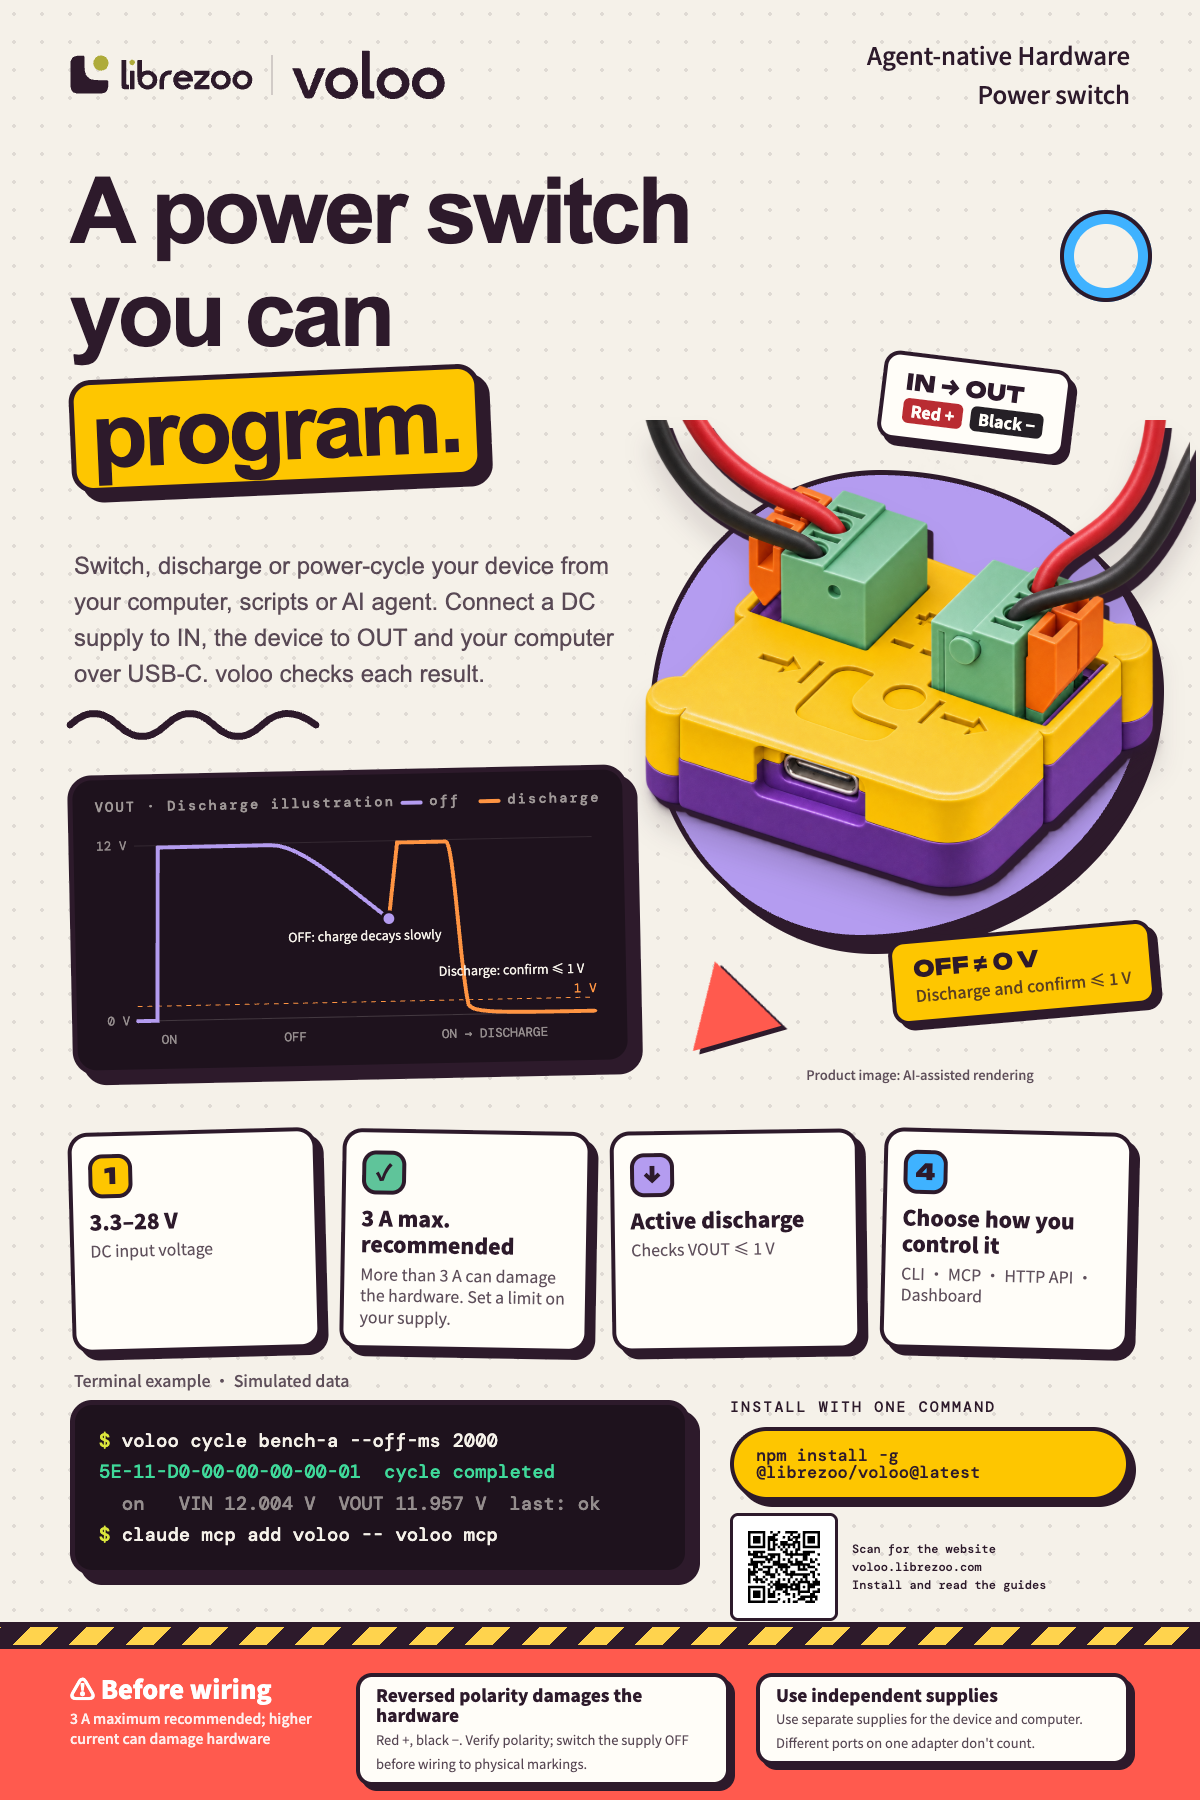 librezoo
voloo
Agent-native Hardware
Power switch
A power switch
you can
program.
IN → OUT
Red + Black −
Switch, discharge or power-cycle your device from
your computer, scripts or AI agent. Connect a DC
supply to IN, the device to OUT and your computer
over USB-C. voloo checks each result.
VOUT · Discharge illustration off discharge
12 V
OFF: charge decays slowly
Discharge: confirm ⩽ 1 V
1 V
0 V
ON OFF ON → DISCHARGE
OFF ≠ 0 V
Discharge and confirm ⩽ 1 V
Product image: AI-assisted rendering
1
3.3–28 V
DC input voltage
✓
3 A max.
recommended
More than 3 A can damage
the hardware. Set a limit on
your supply.
↓
Active discharge
Checks VOUT ⩽ 1 V
4
Choose how you
control it
CLI • MCP • HTTP API •
Dashboard
Terminal example • Simulated data
$ voloo cycle bench-a --off-ms 2000
5E-11-D0-00-00-00-00-01 cycle completed
on VIN 12.004 V VOUT 11.957 V last: ok
$ claude mcp add voloo -- voloo mcp
INSTALL WITH ONE COMMAND
npm install -g
@librezoo/voloo@latest
Scan for the website
voloo.librezoo.com
Install and read the guides
⚠ Before wiring
3 A maximum recommended; higher
current can damage hardware
Reversed polarity damages the
hardware
Red +, black −. Verify polarity; switch the supply OFF
before wiring to physical markings.
Use independent supplies
Use separate supplies for the device and computer.
Different ports on one adapter don't count.